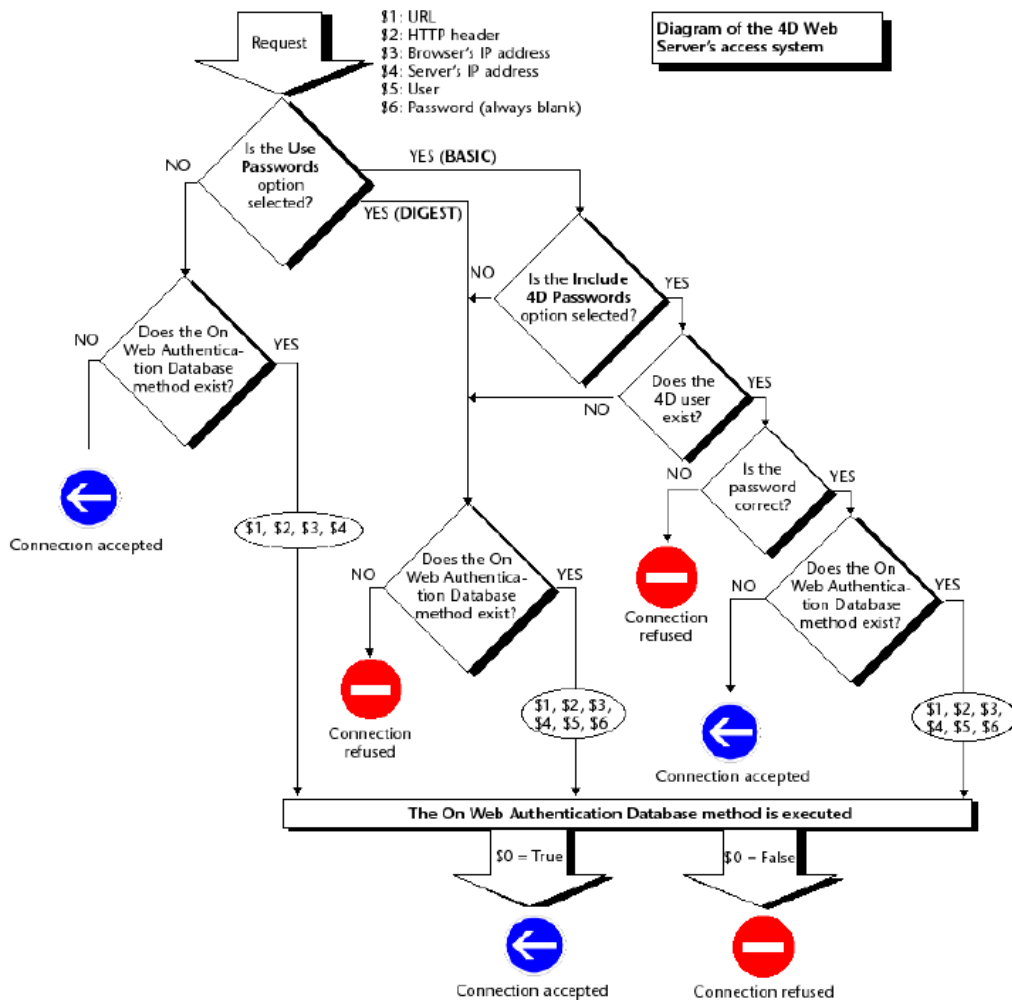 Request
$1: URL
$2: HTTP header
$3: Browser's IP address
$4: Server's IP address
$5: User
$6: Password (always blank)
Diagram of the 4D Web
Server's access system
Is the Use
Passwords
option
selected?
NO
YES (BASIC)
YES (DIGEST)
Is the Include
4D Passwords
option selected?
NO
YES
Does the On
Web Authentica-
tion Database
method exist?
NO
YES
Does the
4D user
exist?
NO
YES
Is the
password
correct?
NO
YES
Connection accepted
$1, $2, $3, $4
Does the On
Web Authentica-
tion Database
method exist?
NO
YES
Connection
refused
Does the On
Web Authentica-
tion Database
method exist?
NO
YES
Connection
refused
$1, $2, $3,
$4, $5, $6
Connection accepted
$1, $2, $3,
$4, $5, $6
The On Web Authentication Database method is executed
$0 = True
$0 = False
Connection accepted
Connection refused